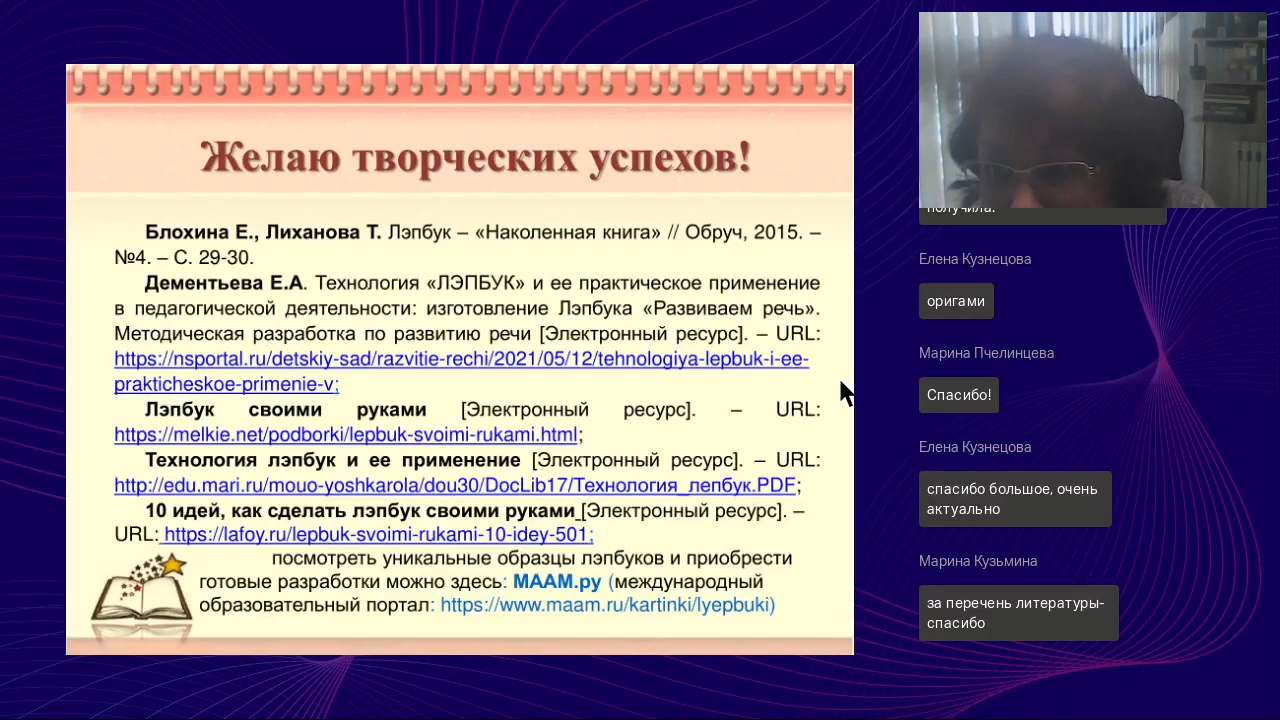 Желаю творческих успехов!
Блохина Е., Лиханова Т. Лэпбук – «Наколенная книга» // Обруч, 2015. –
№4. – С. 29-30.
Дементьева Е.А. Технология «ЛЭПБУК» и ее практическое применение
в педагогической деятельности: изготовление Лэпбука «Развиваем речь».
Методическая разработка по развитию речи [Электронный ресурс]. – URL:
https://nsportal.ru/detskiy-sad/razvitie-rechi/2021/05/12/tehnologiya-lepbuk-i-ee-
prakticheskoe-primenie-v;
Лэпбук своими руками [Электронный ресурс]. – URL:
https://melkie.net/podborki/lepbuk-svoimi-rukami.html;
Технология лэпбук и ее применение [Электронный ресурс]. – URL:
http://edu.mari.ru/mouo-yoshkarola/dou30/DocLib17/Технология_лепбук.PDF;
10 идей, как сделать лэпбук своими руками [Электронный ресурс]. –
URL: https://lafoy.ru/lepbuk-svoimi-rukami-10-idey-501;
посмотреть уникальные образцы лэпбуков и приобрести
готовые разработки можно здесь: МААМ.ру (международный
образовательный портал: https://www.maam.ru/kartinki/lyepbuki)
получила.
Елена Кузнецова
оригами
Марина Пчелинцева
Спасибо!
Елена Кузнецова
спасибо большое, очень
актуально
Марина Кузьмина
за перечень литературы-
спасибо